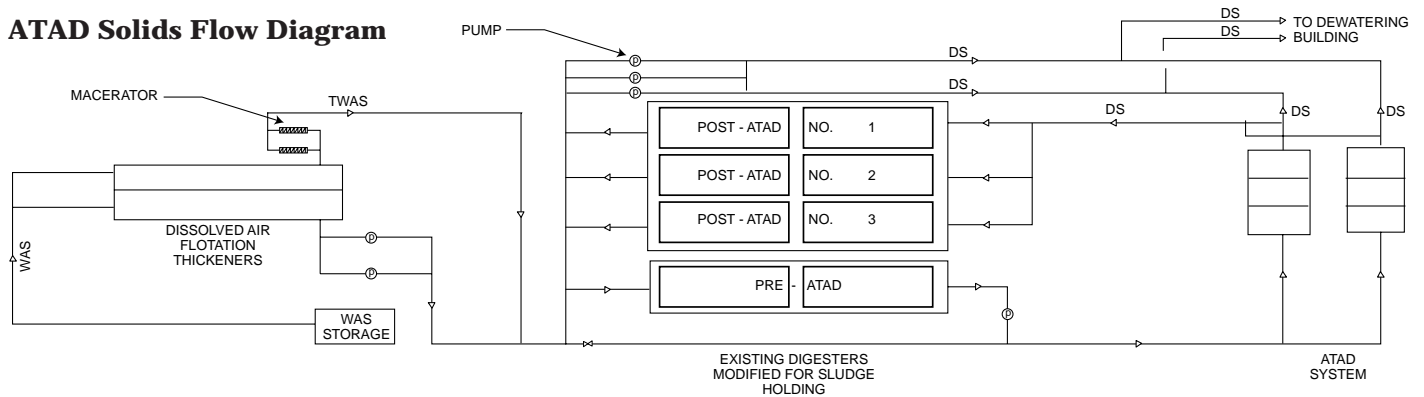 ATAD Solids Flow Diagram
PUMP
DS
TO DEWATERING
DS
BUILDING
DS
p
p
p
DS
MACERATOR
TWAS
DS
DS
DS
POST - ATAD NO. 1
POST - ATAD NO. 2
POST - ATAD NO. 3
DISSOLVED AIR
FLOTATION
THICKENERS
p
p
WAS
PRE - ATAD
p
WAS
STORAGE
EXISTING DIGESTERS
MODIFIED FOR SLUDGE
HOLDING
ATAD
SYSTEM